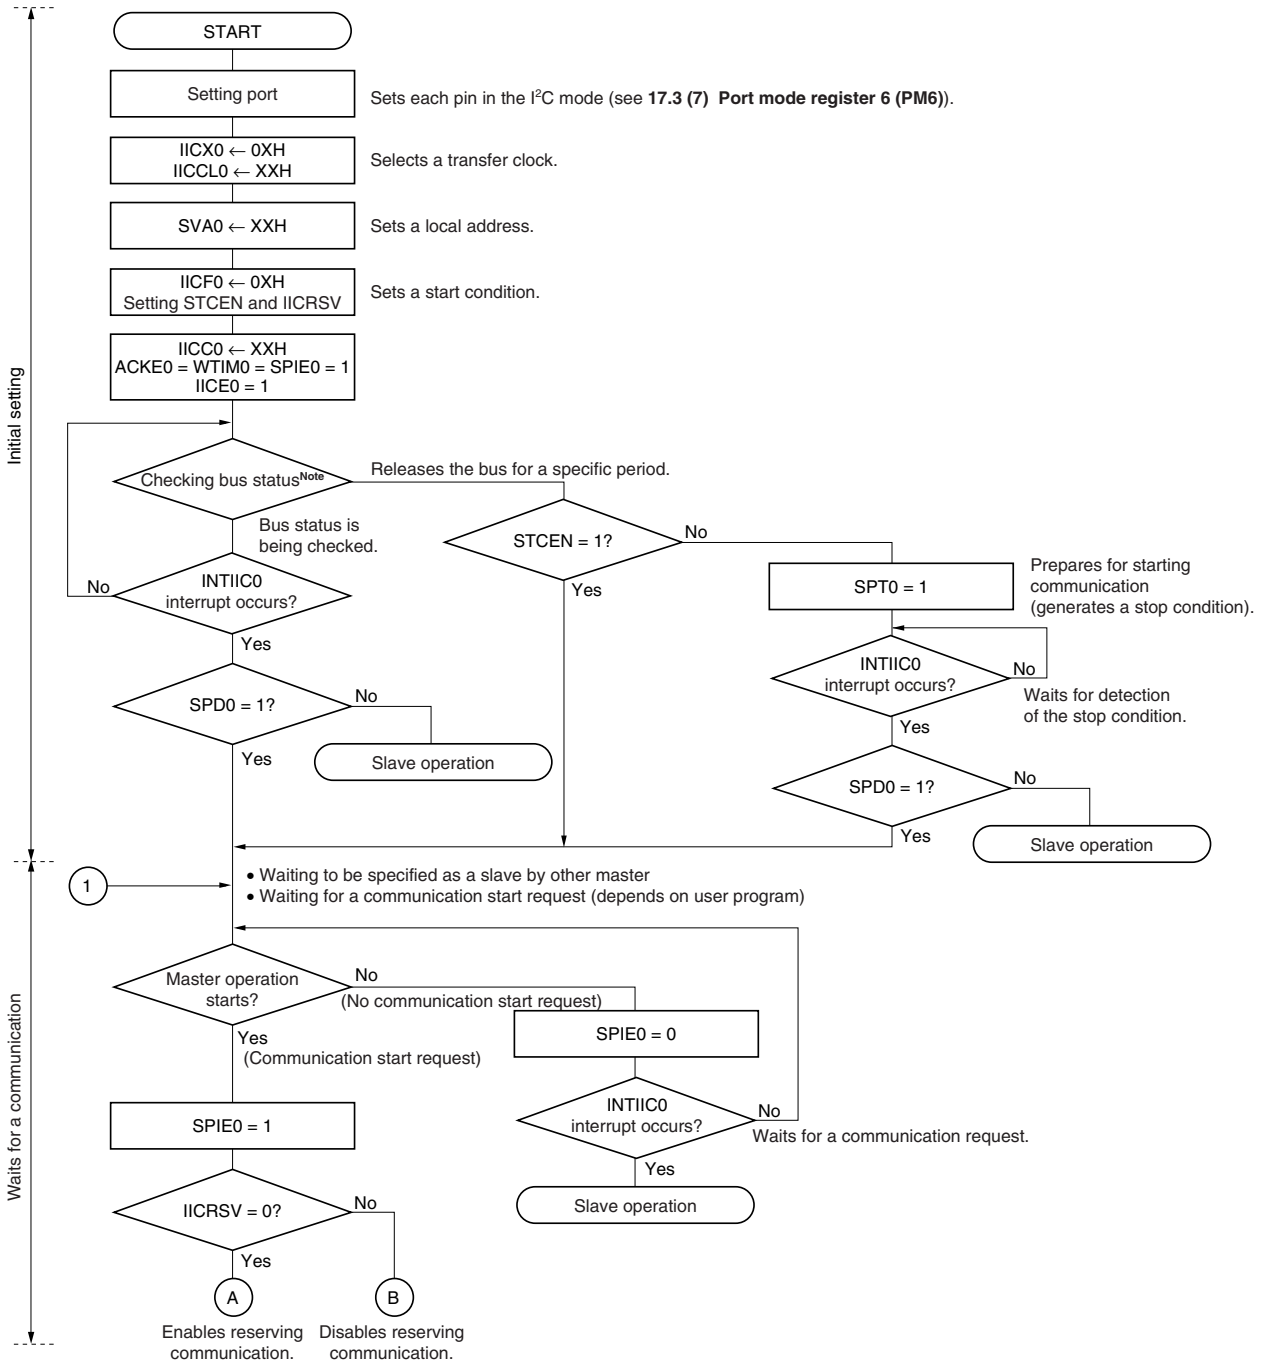 START
Setting port
Sets each pin in the I²C mode (see 17.3 (7) Port mode register 6 (PM6)).
IICX0 ← 0XH
IICCL0 ← XXH
Selects a transfer clock.
SVA0 ← XXH
Sets a local address.
IICF0 ← 0XH
Setting STCEN and IICRSV
Sets a start condition.
IICC0 ← XXH
ACKE0 = WTIM0 = SPIE0 = 1
IICE0 = 1
Initial setting
Checking bus statusNote
Releases the bus for a specific period.
Bus status is
being checked.
STCEN = 1?
No
Yes
SPT0 = 1
Prepares for starting
communication
(generates a stop condition).
INTIIC0
interrupt occurs?
No
Yes
INTIIC0
interrupt occurs?
No
Waits for detection
of the stop condition.
Yes
SPD0 = 1?
No
Yes
Slave operation
SPD0 = 1?
No
Yes
Slave operation
1
• Waiting to be specified as a slave by other master
• Waiting for a communication start request (depends on user program)
Waits for a communication
Master operation
starts?
No
(No communication start request)
Yes
(Communication start request)
SPIE0 = 0
INTIIC0
interrupt occurs?
No
Waits for a communication request.
Yes
Slave operation
SPIE0 = 1
IICRSV = 0?
No
Yes
A
B
Enables reserving
communication.
Disables reserving
communication.